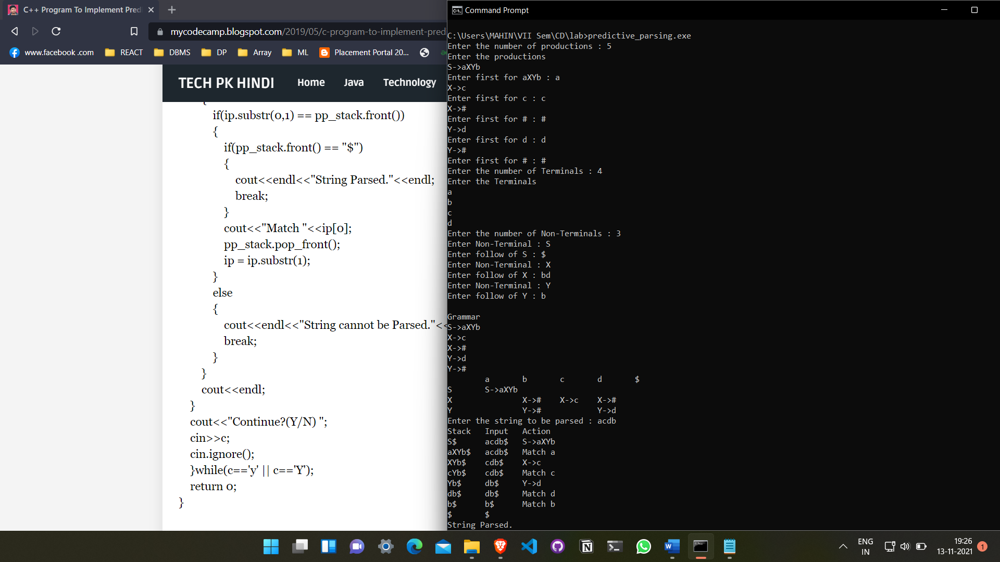 C++ Program To Implement Pred
mycodecamp.blogspot.com/2019/05/c-program-to-implement-pred
www.facebook .com
REACT
DBMS
DP
Array
ML
Placement Portal 20...
TECH PK HINDI
Home
Java
Technology
{
if(ip.substr(0,1) == pp_stack.front())
{
if(pp_stack.front() == "$")
{
cout<<endl<<"String Parsed."<<endl;
break;
}
cout<<"Match "<<ip[0];
pp_stack.pop_front();
ip = ip.substr(1);
}
else
{
cout<<endl<<"String cannot be Parsed."<<
break;
}
}
cout<<endl;
}
cout<<"Continue?(Y/N) ";
cin>>c;
cin.ignore();
}while(c=='y' || c=='Y');
return 0;
}
Command Prompt
C:\Users\MAHIN\VII Sem\CD\lab>predictive_parsing.exe
Enter the number of productions : 5
Enter the productions
S->aXYb
Enter first for aXYb : a
X->c
Enter first for c : c
X->#
Enter first for # : #
Y->d
Enter first for d : d
Y->#
Enter first for # : #
Enter the number of Terminals : 4
Enter the Terminals
a
b
c
d
Enter the number of Non-Terminals : 3
Enter Non-Terminal : S
Enter follow of S : $
Enter Non-Terminal : X
Enter follow of X : bd
Enter Non-Terminal : Y
Enter follow of Y : b
Grammar
S->aXYb
X->c
X->#
Y->d
Y->#
a b c d $
S S->aXYb
X X-># X->c X->#
Y Y-># Y->d
Enter the string to be parsed : acdb
Stack Input Action
S$ acdb$ S->aXYb
aXYb$ acdb$ Match a
XYb$ cdb$ X->c
cYb$ cdb$ Match c
Yb$ db$ Y->d
db$ db$ Match d
b$ b$ Match b
$ $
String Parsed.
ENG
IN
19:26
13-11-2021
1